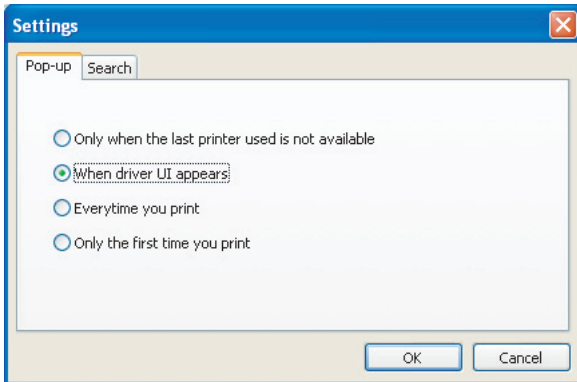 Settings
Pop-up Search
Only when the last printer used is not available
When driver UI appears
Everytime you print
Only the first time you print
OK Cancel